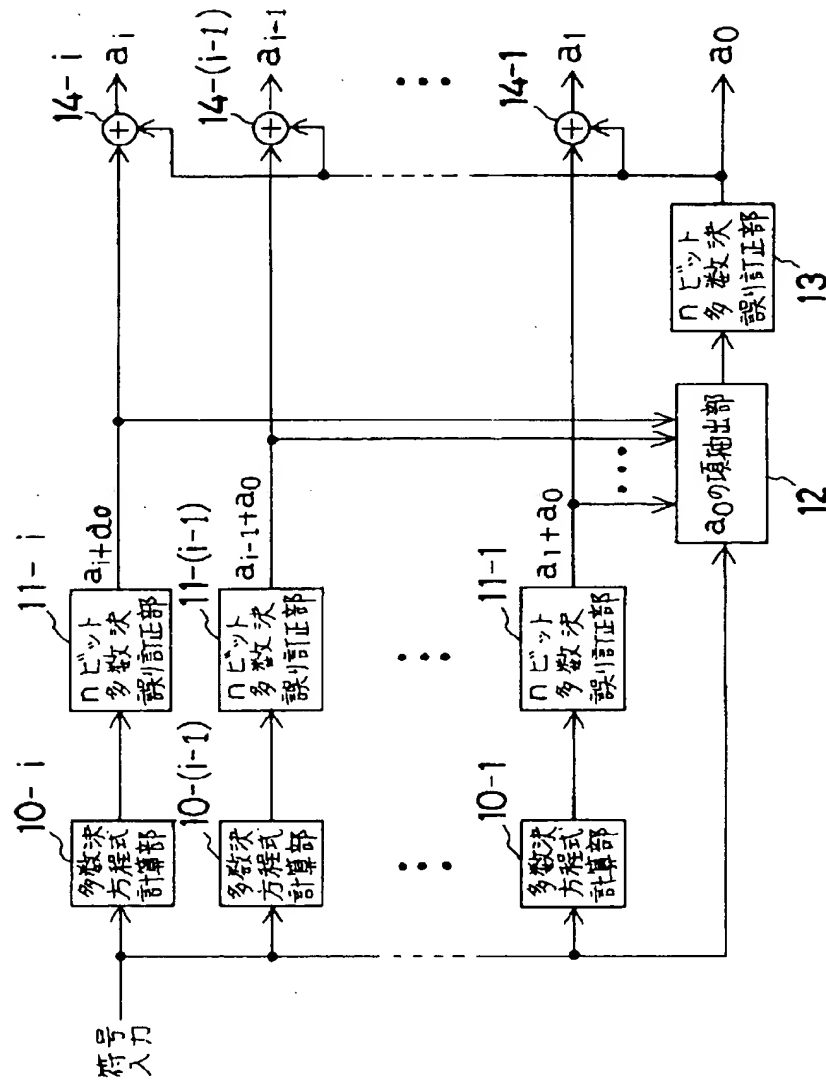 符号
入力
10-i
多数決
方程式
計算部
11-i
nビット
多数決
誤り訂正部
ai+a0
14-i
+
ai
10-(i-1)
多数決
方程式
計算部
11-(i-1)
nビット
多数決
誤り訂正部
ai-1+a0
14-(i-1)
+
ai-1
10-1
多数決
方程式
計算部
11-1
nビット
多数決
誤り訂正部
a1+a0
14-1
+
a1
a0の項抽出部
12
nビット
多数決
誤り訂正部
13
a0